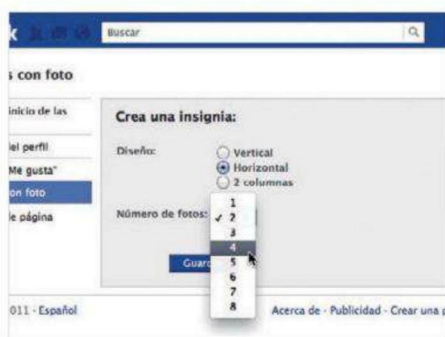 k
Buscar
s con foto
inicio de las
del perfil
Me gusta"
on foto
de página
Crea una insignia:
Diseño:
Vertical
Horizontal
2 columnas
Número de fotos:
1
✓ 2
3
4
5
6
7
8
Guar
011 · Español
Acerca de · Publicidad · Crear una p